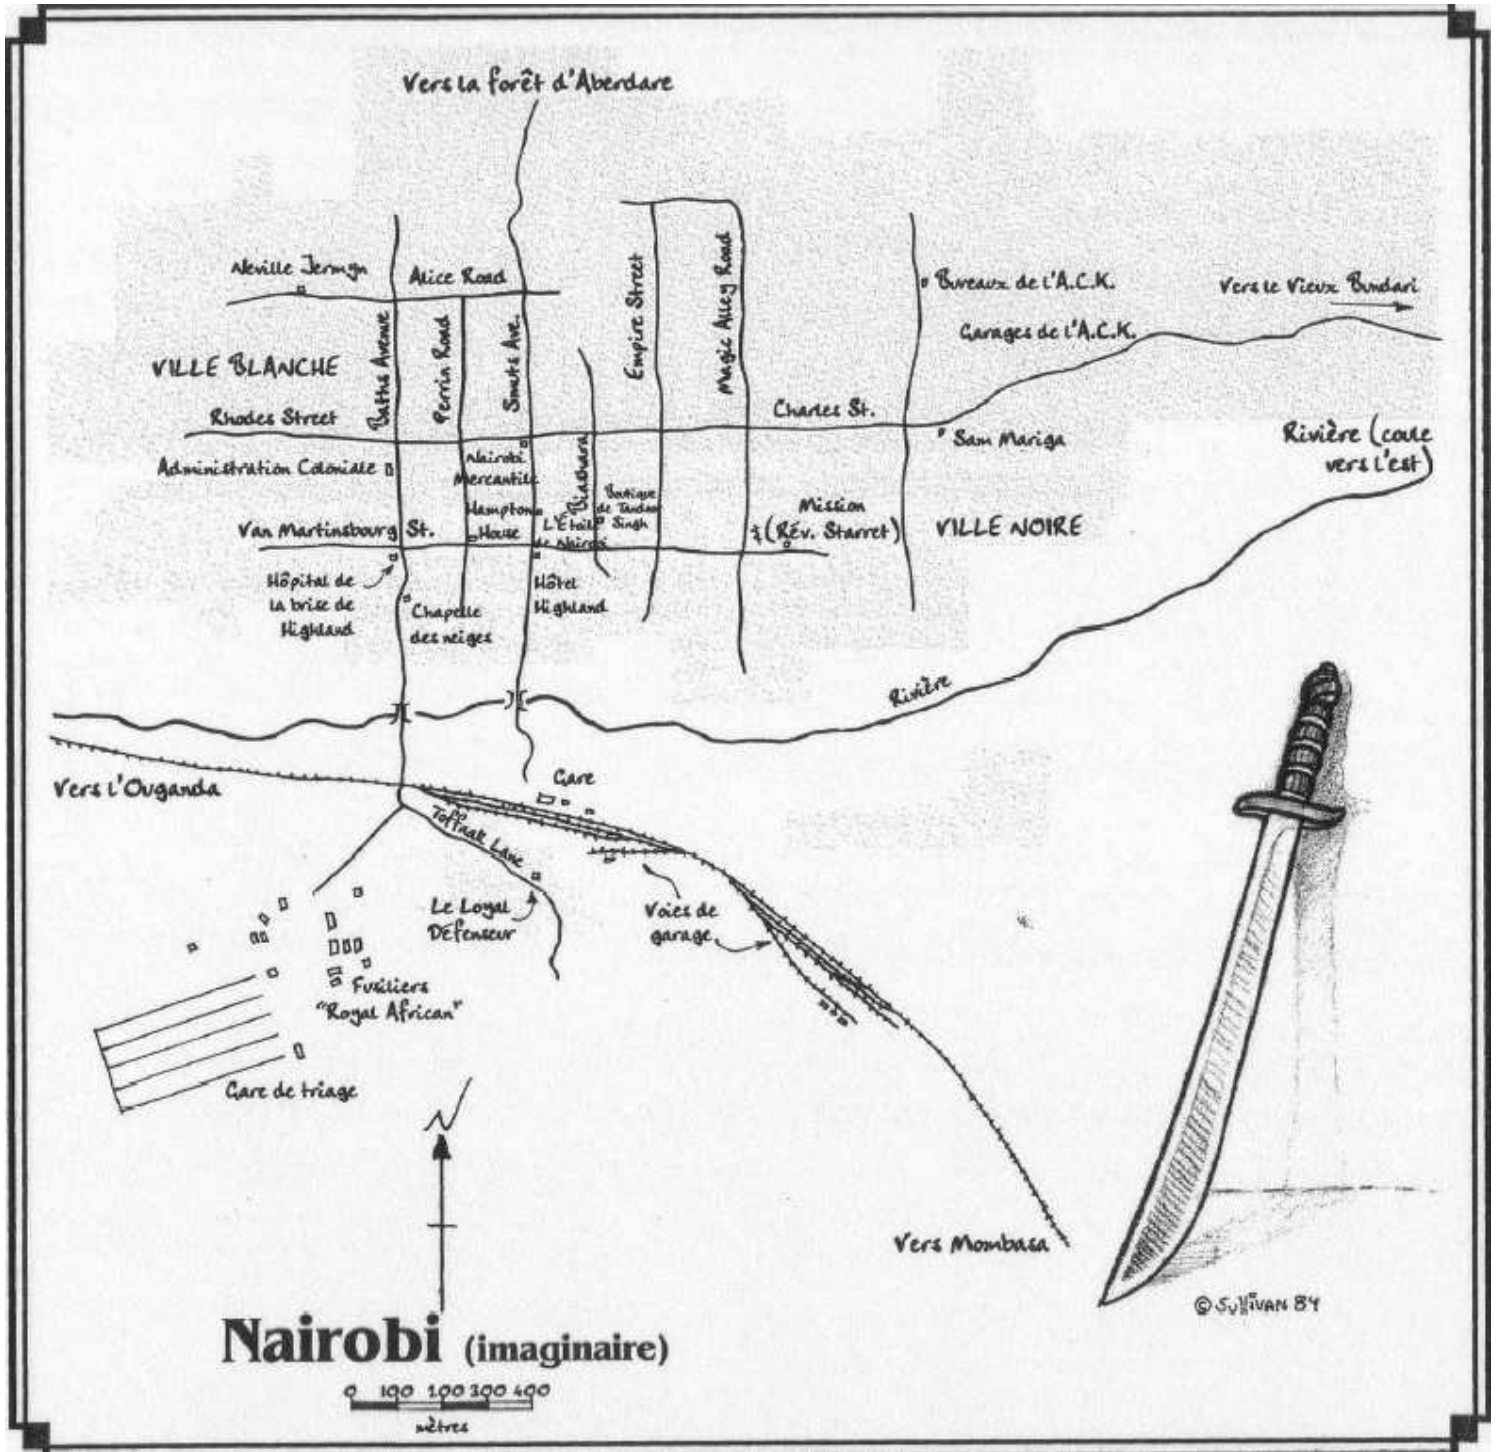 Vers la forêt d'Aberdare
Neville Jermyn
Alice Road
Baths Avenue
Perrin Road
Smuts Ave.
Empire Street
Magic Alley Road
Bureaux de l'A.C.K.
Vers le Vieux Bundari
Garages de l'A.C.K.
VILLE BLANCHE
Rhodes Street
Charles St.
Sam Mariga
Rivière (coule
vers l'est)
Administration Coloniale
Nairobi
Mercantile
Biashara
Boutique
de Tandoo
Singh
Hampton
House
L'Étoile
de Nairobi
Mission
(Rév. Starret)
VILLE NOIRE
Van Martinsbourg St.
Hôpital de
la brise de
Highland
Chapelle
des neiges
Hôtel
Highland
Rivière
Vers l'Ouganda
Gare
Toffaak Lane
Le Loyal
Défenseur
Voies de
garage
Fusiliers
"Royal African"
Gare de triage
N
Vers Mombasa
© SULLIVAN 84
Nairobi (imaginaire)
0 100 200 300 400
mètres